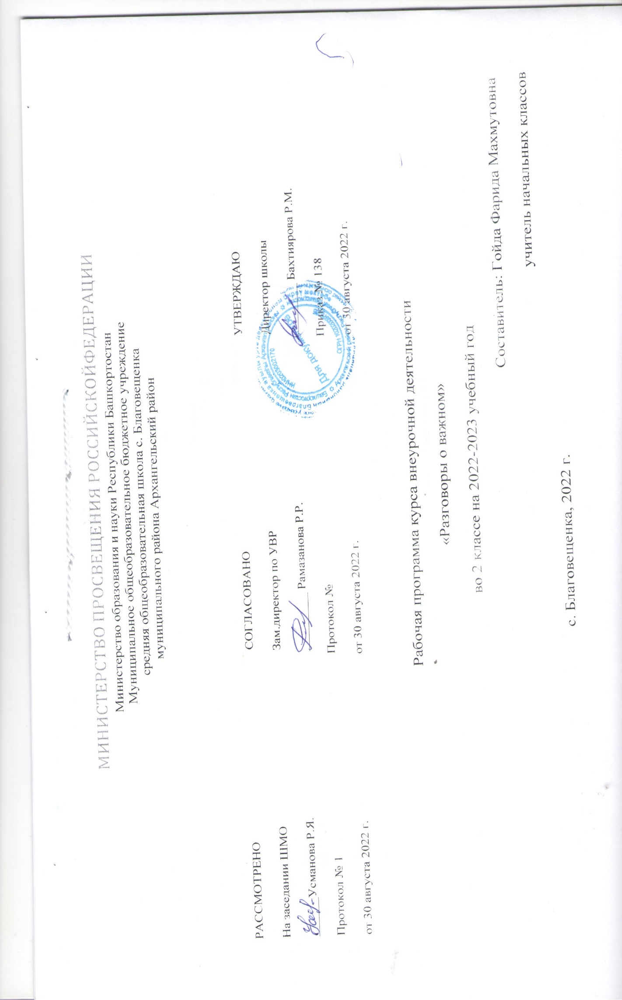 МИНИСТЕРСТВО ПРОСВЕЩЕНИЯ РОССИЙСКОЙФЕДЕРАЦИИ
Министерство образования и науки Республики Башкортостан
Муниципальное общеобразовательное бюджетное учреждение
средняя общеобразовательная школа с. Благовещенка
муниципального района Архангельский район
РАССМОТРЕНО
На заседании ШМО
Усманова Р.Я.
Протокол № 1
от 30 августа 2022 г.
СОГЛАСОВАНО
Зам.директор по УВР
Рамазанова Р.Р.
Протокол №
от 30 августа 2022 г.
УТВЕРЖДАЮ
Директор школы
Бахтиярова Р.М.
Приказ № 138
от 30 августа 2022 г.
ИНН0203002170
Для
Рабочая программа курса внеурочной деятельности
«Разговоры о важном»
во 2 классе на 2022-2023 учебный год
Составитель: Гойда Фарида Махмутовна
учитель начальных классов
с. Благовещенка, 2022 г.